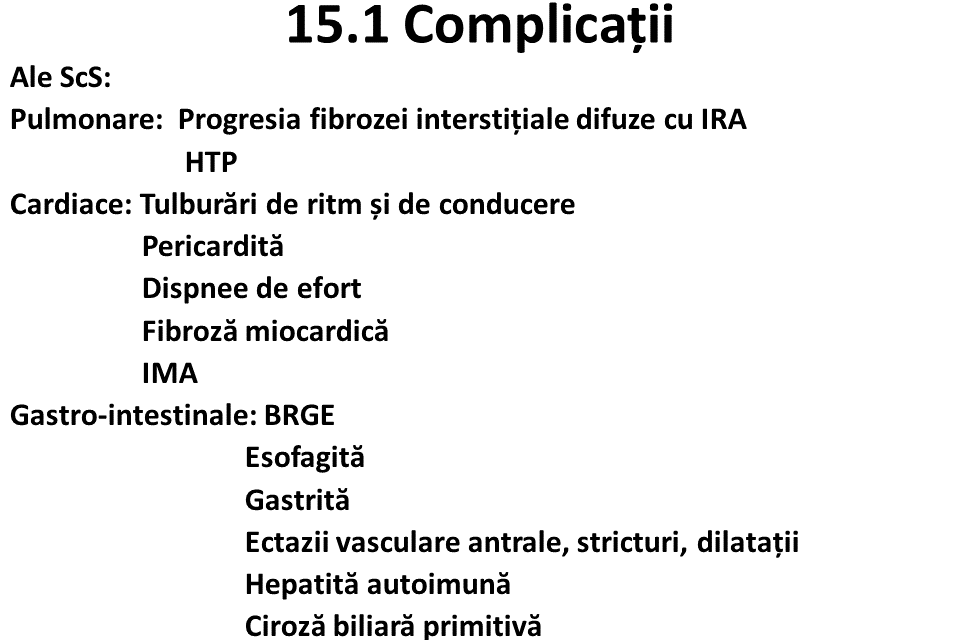 15.1 Complicații
Ale ScS:
Pulmonare: Progresia fibrozei interstițiale difuze cu IRA
HTP
Cardiace: Tulburări de ritm și de conducere
Pericardită
Dispnee de efort
Fibroză miocardică
IMA
Gastro-intestinale: BRGE
Esofagită
Gastrită
Ectazii vasculare antrale, stricturi, dilatații
Hepatită autoimună
Ciroză biliară primitivă